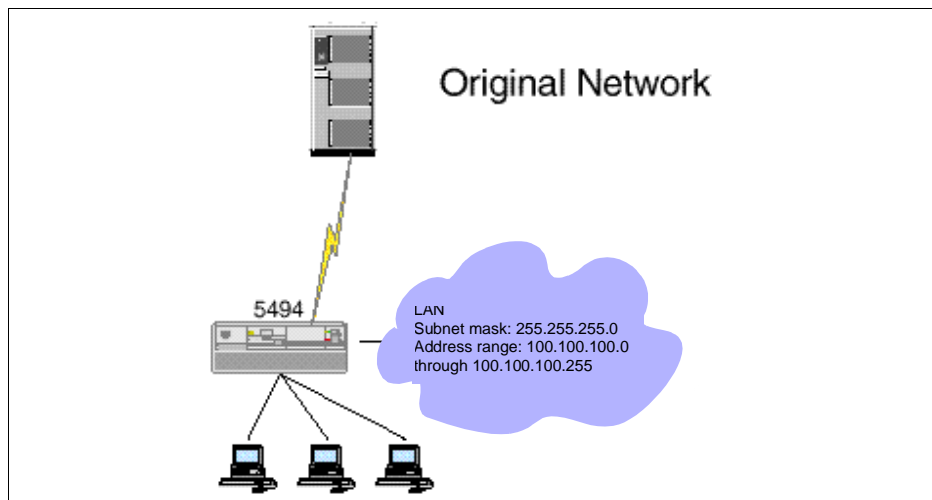 Original Network
5494
LAN
Subnet mask: 255.255.255.0
Address range: 100.100.100.0
through 100.100.100.255